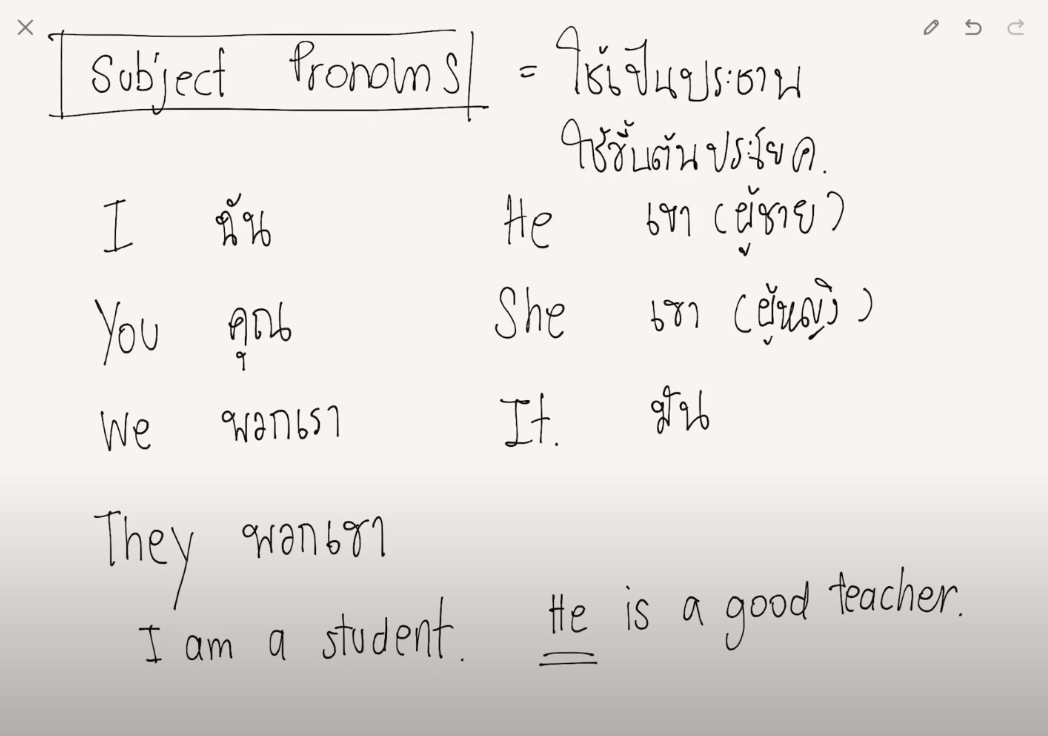 Subject Pronouns = ใช้เป็นประธาน
ใช้ขึ้นต้นประโยค.
I ฉัน He เขา (ผู้ชาย)
You คุณ She เขา (ผู้หญิง)
We พวกเรา It. มัน
They พวกเขา
I am a student. He is a good teacher.